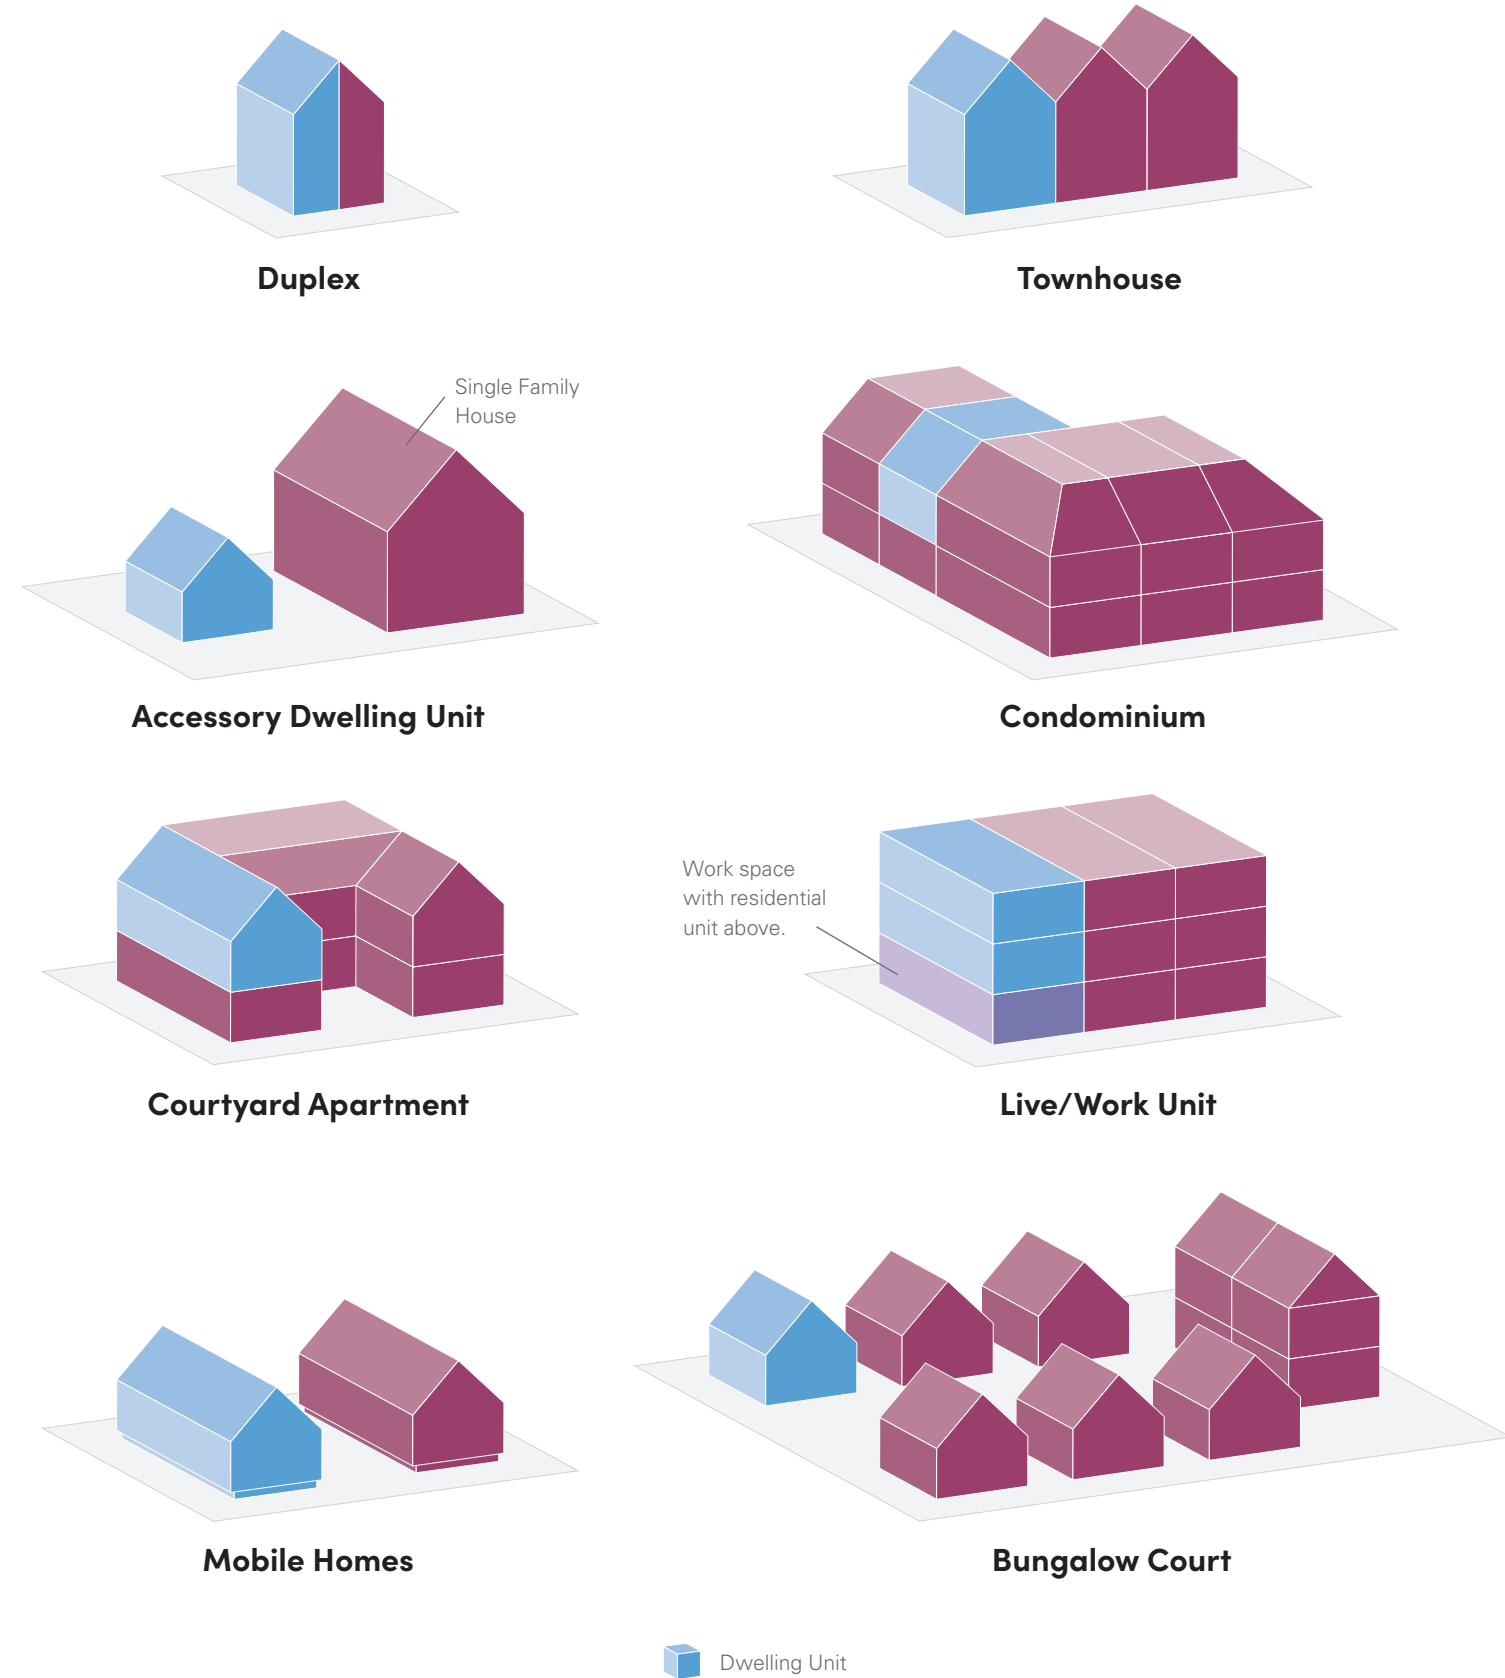 Duplex
Townhouse
Single Family
House
Accessory Dwelling Unit
Condominium
Work space
with residential
unit above.
Courtyard Apartment
Live/Work Unit
Mobile Homes
Bungalow Court
Dwelling Unit